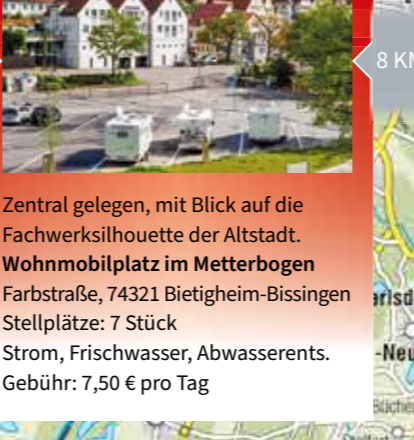 8 KM
Zentral gelegen, mit Blick auf die
Fachwerksilhouette der Altstadt.
Wohnmobilplatz im Metterbogen
Farbstraße, 74321 Bietigheim-Bissingen
Stellplätze: 7 Stück
Strom, Frischwasser, Abwasserents.
Gebühr: 7,50 € pro Tag
-Neu